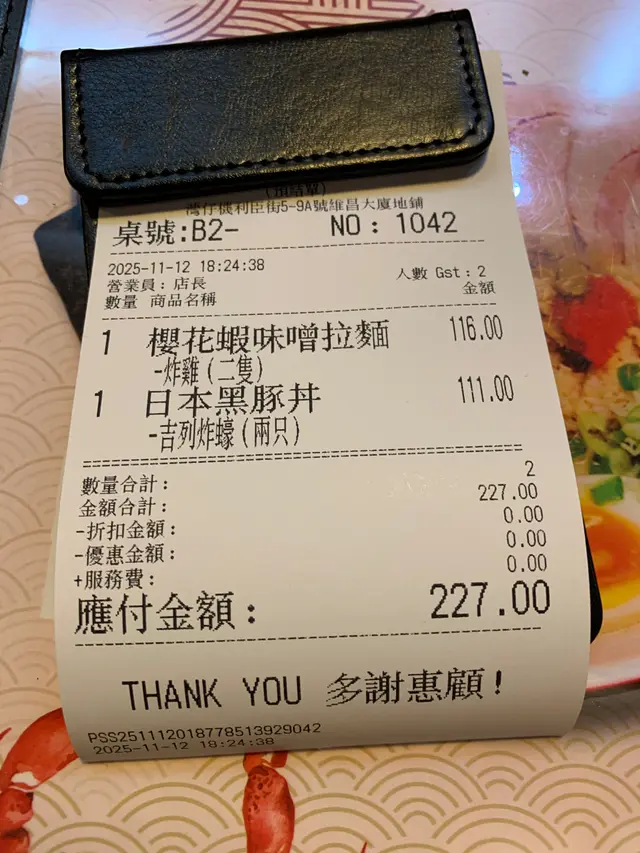 (預結單)
灣仔機利臣街5-9A號維昌大廈地鋪
桌號:B2- NO: 1042
2025-11-12 18:24:38
營業員: 店長 人數 Gst: 2
數量 商品名稱 金額
1 櫻花蝦味噌拉麵 116.00
-炸雞(二隻)
1 日本黑豚丼 111.00
-吉列炸蠔(兩只)
數量合計: 2
金額合計: 227.00
-折扣金額: 0.00
-優惠金額: 0.00
+服務費: 0.00
應付金額: 227.00
THANK YOU 多謝惠顧!
PSS251112018778513929042
2025-11-12 18:24:38